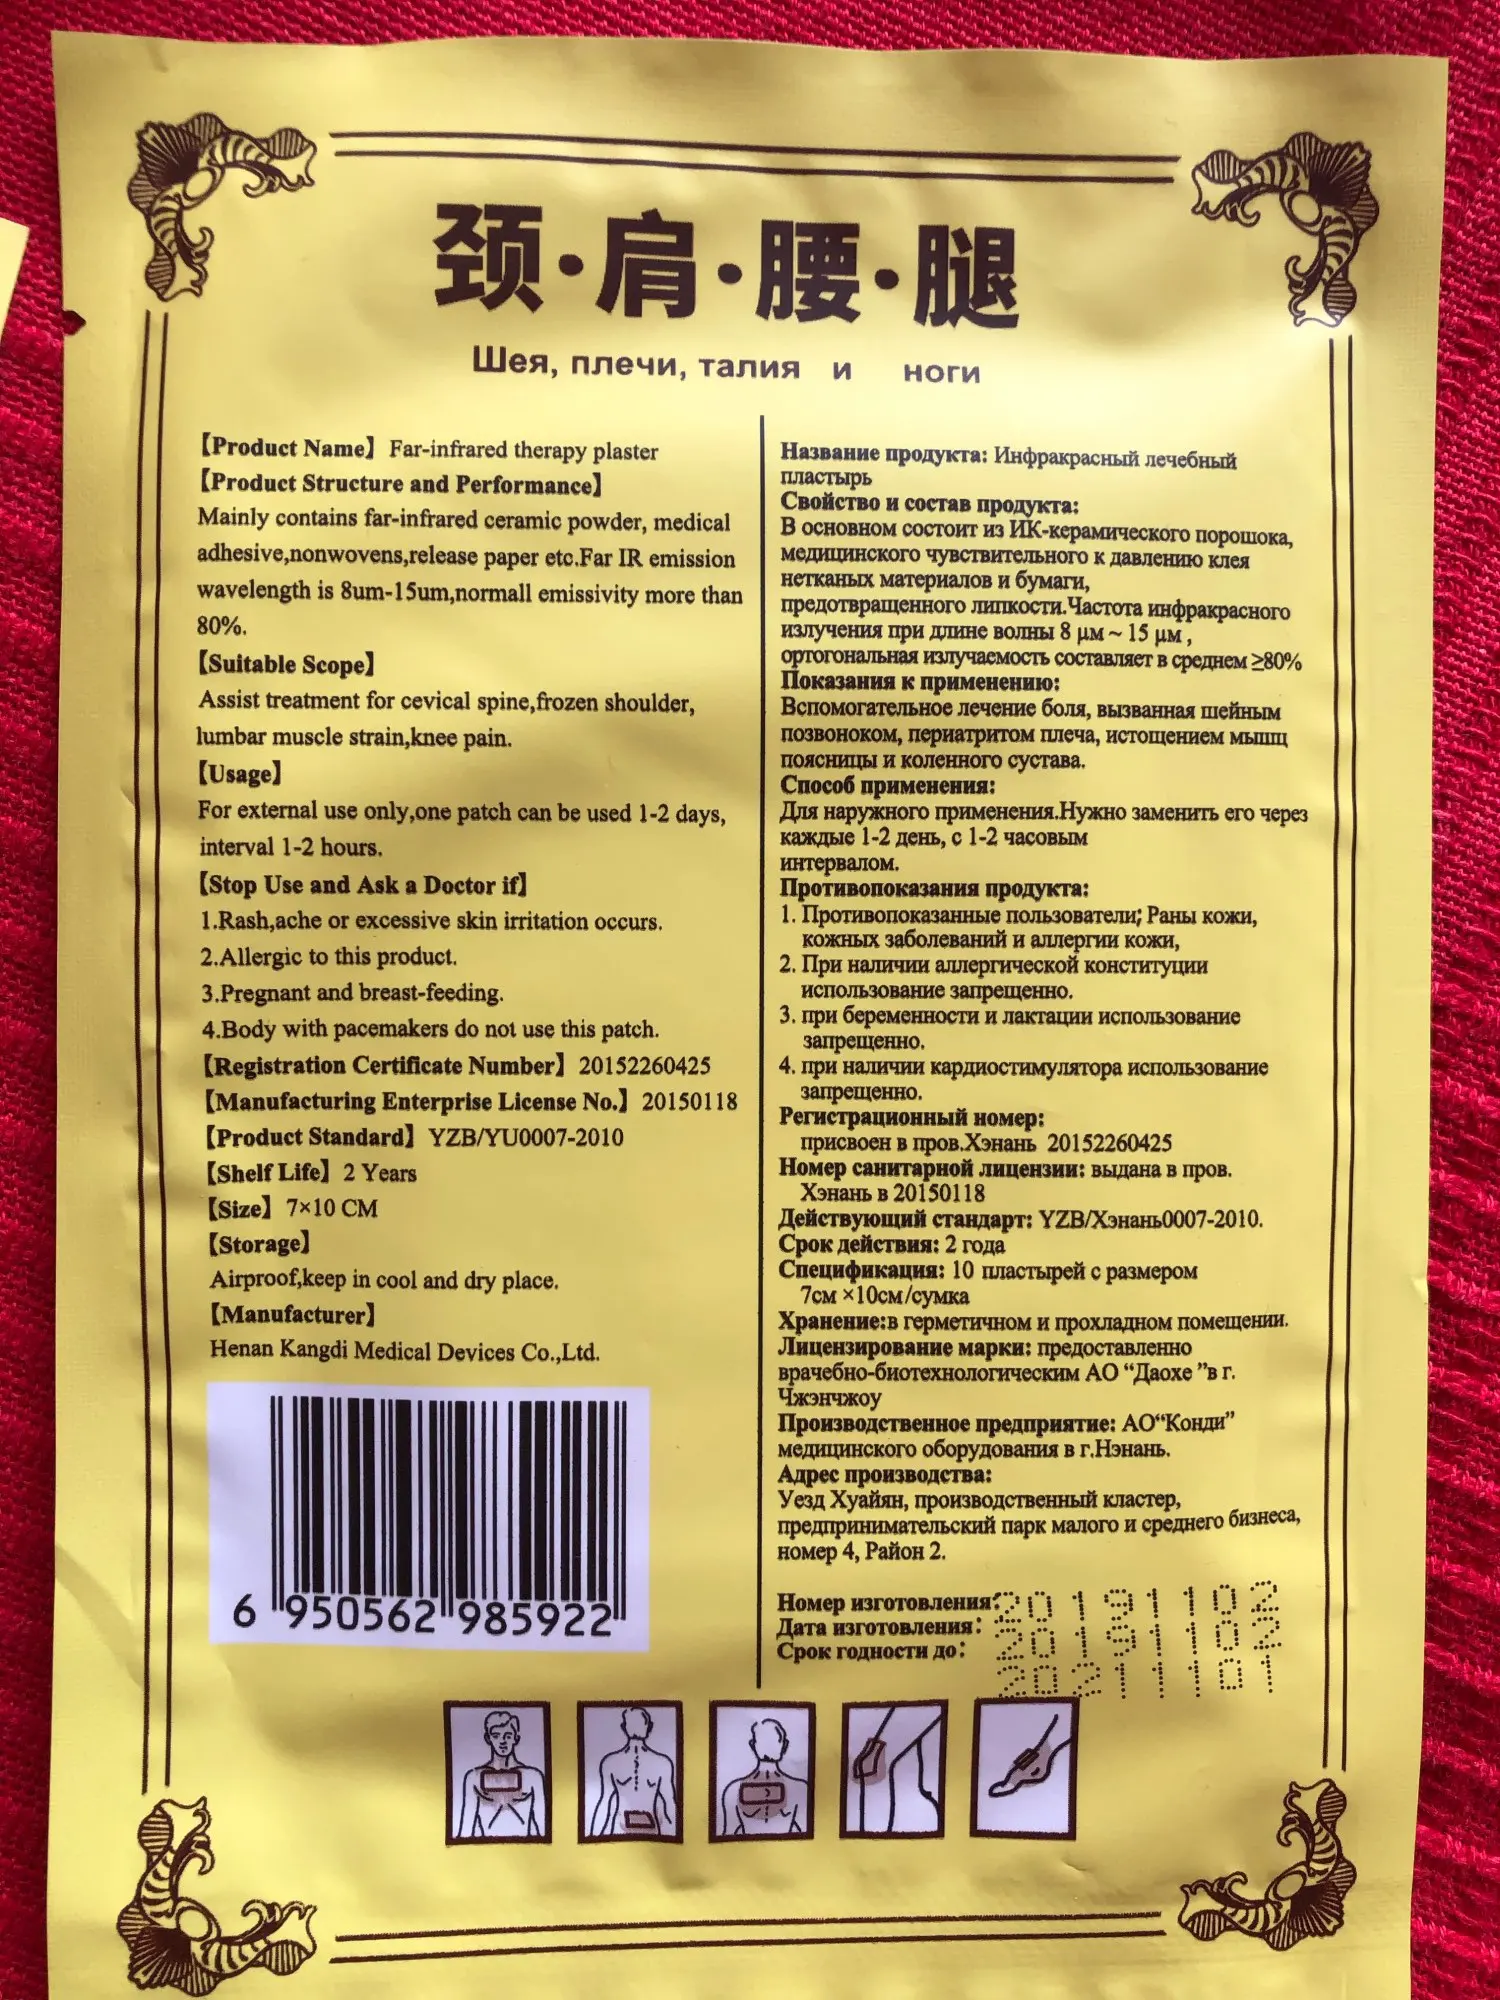 颈·肩·腰·腿
Шея, плечи, талия и ноги
【Product Name】 Far-infrared therapy plaster
【Product Structure and Performance】
Mainly contains far-infrared ceramic powder, medical
adhesive,nonwovens,release paper etc.Far IR emission
wavelength is 8um-15um,normall emissivity more than
80%.
【Suitable Scope】
Assist treatment for cevical spine,frozen shoulder,
lumbar muscle strain,knee pain.
【Usage】
For external use only,one patch can be used 1-2 days,
interval 1-2 hours.
【Stop Use and Ask a Doctor if】
1.Rash,ache or excessive skin irritation occurs.
2.Allergic to this product.
3.Pregnant and breast-feeding.
4.Body with pacemakers do not use this patch.
【Registration Certificate Number】 20152260425
【Manufacturing Enterprise License No.】 20150118
【Product Standard】 YZB/YU0007-2010
【Shelf Life】 2 Years
【Size】 7×10 CM
【Storage】
Airproof,keep in cool and dry place.
【Manufacturer】
Henan Kangdi Medical Devices Co.,Ltd.
6 950562 985922
Название продукта: Инфракрасный лечебный
пластырь
Свойство и состав продукта:
В основном состоит из ИК-керамического порошока,
медицинского чувствительного к давлению клея
нетканых материалов и бумаги,
предотвращенного липкости.Частота инфракрасного
излучения при длине волны 8 μм ~ 15 μм ,
ортогональная излучаемость составляет в среднем ≥80%
Показания к применению:
Вспомогательное лечение боля, вызванная шейным
позвоноком, периатритом плеча, истощением мышц
поясницы и коленного сустава.
Способ применения:
Для наружного применения.Нужно заменить его через
каждые 1-2 день, с 1-2 часовым
интервалом.
Противопоказания продукта:
1. Противопоказанные пользователи; Раны кожи,
кожных заболеваний и аллергии кожи,
2. При наличии аллергической конституции
использование запрещенно.
3. при беременности и лактации использование
запрещенно.
4. при наличии кардиостимулятора использование
запрещенно.
Регистрационный номер:
присвоен в пров.Хэнань 20152260425
Номер санитарной лицензии: выдана в пров.
Хэнань в 20150118
Действующий стандарт: YZB/Хэнань0007-2010.
Срок действия: 2 года
Спецификация: 10 пластырей с размером
7см ×10см/сумка
Хранение:в герметичном и прохладном помещении.
Лицензирование марки: предоставленно
врачебно-биотехнологическим АО “Даохе ”в г.
Чжэнчжоу
Производственное предприятие: АО“Конди”
медицинского оборудования в г.Нэнань.
Адрес производства:
Уезд Хуайян, производственный кластер,
предпринимательский парк малого и среднего бизнеса,
номер 4, Район 2.
Номер изготовления: 20191102
Дата изготовления: 20191102
Срок годности до: 20211101